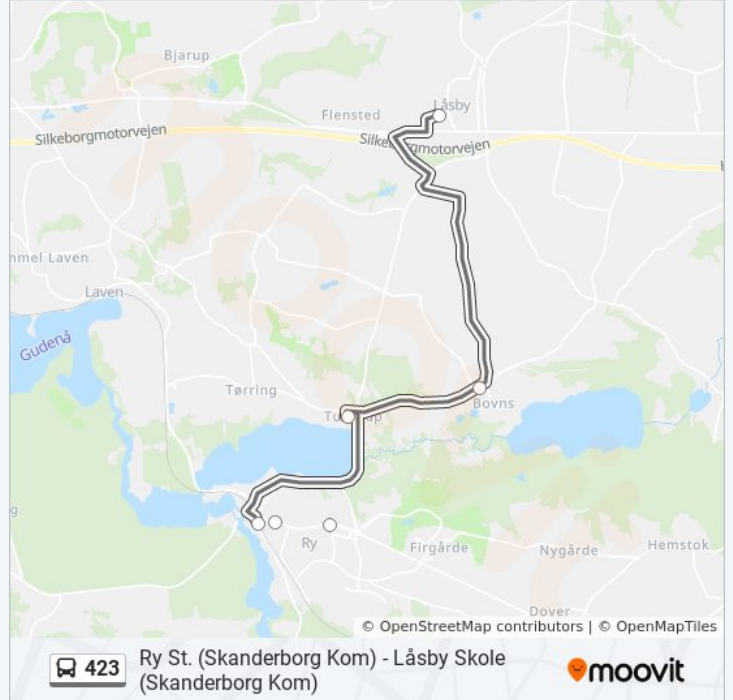 Bjarup
Låsby
Flensted
Silkeborgmotorvejen
mmel Laven
Laven
Gudenå
Tørring
Bovns
Ry
Firgårde
Nygårde
Hemstok
Dover
© OpenStreetMap contributors | © OpenMapTiles
423
Ry St. (Skanderborg Kom) - Låsby Skole
(Skanderborg Kom)
moovit